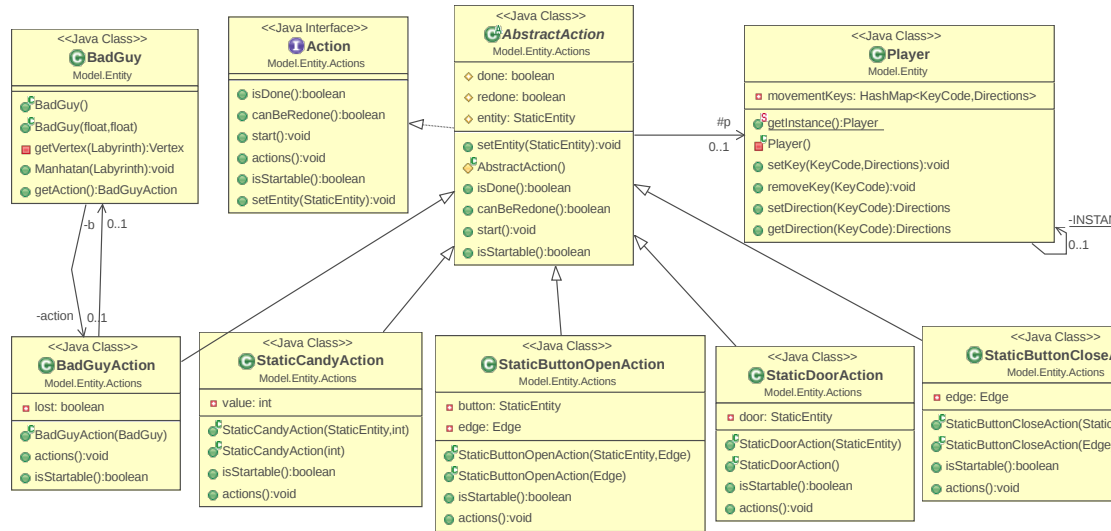 <<Java Class>>
BadGuy
Model.Entity
BadGuy()
BadGuy(float,float)
getVertex(Labyrinth):Vertex
Manhatan(Labyrinth):void
getAction():BadGuyAction
<<Java Interface>>
Action
Model.Entity.Actions
isDone():boolean
canBeRedone():boolean
start():void
actions():void
isStartable():boolean
setEntity(StaticEntity):void
<<Java Class>>
AbstractAction
Model.Entity.Actions
done: boolean
redone: boolean
entity: StaticEntity
setEntity(StaticEntity):void
AbstractAction()
isDone():boolean
canBeRedone():boolean
start():void
isStartable():boolean
#p
0..1
<<Java Class>>
Player
Model.Entity
movementKeys: HashMap<KeyCode,Directions>
getInstance():Player
Player()
setKey(KeyCode,Directions):void
removeKey(KeyCode):void
setDirection(KeyCode):Directions
getDirection(KeyCode):Directions
-INSTAN
0..1
-b
0..1
-action
0..1
<<Java Class>>
BadGuyAction
Model.Entity.Actions
lost: boolean
BadGuyAction(BadGuy)
actions():void
isStartable():boolean
<<Java Class>>
StaticCandyAction
Model.Entity.Actions
value: int
StaticCandyAction(StaticEntity,int)
StaticCandyAction(int)
isStartable():boolean
actions():void
<<Java Class>>
StaticButtonOpenAction
Model.Entity.Actions
button: StaticEntity
edge: Edge
StaticButtonOpenAction(StaticEntity,Edge)
StaticButtonOpenAction(Edge)
isStartable():boolean
actions():void
<<Java Class>>
StaticDoorAction
Model.Entity.Actions
door: StaticEntity
StaticDoorAction(StaticEntity)
StaticDoorAction()
isStartable():boolean
actions():void
<<Java Class>>
StaticButtonCloseA
Model.Entity.Actions
edge: Edge
StaticButtonCloseAction(Static
StaticButtonCloseAction(Edge
isStartable():boolean
actions():void